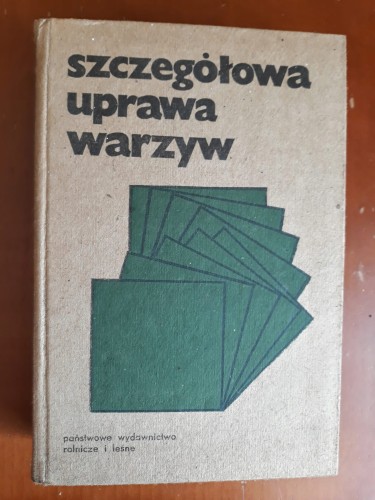 szczegółowa
uprawa
warzyw
państwowe wydawnictwo
rolnicze i leśne